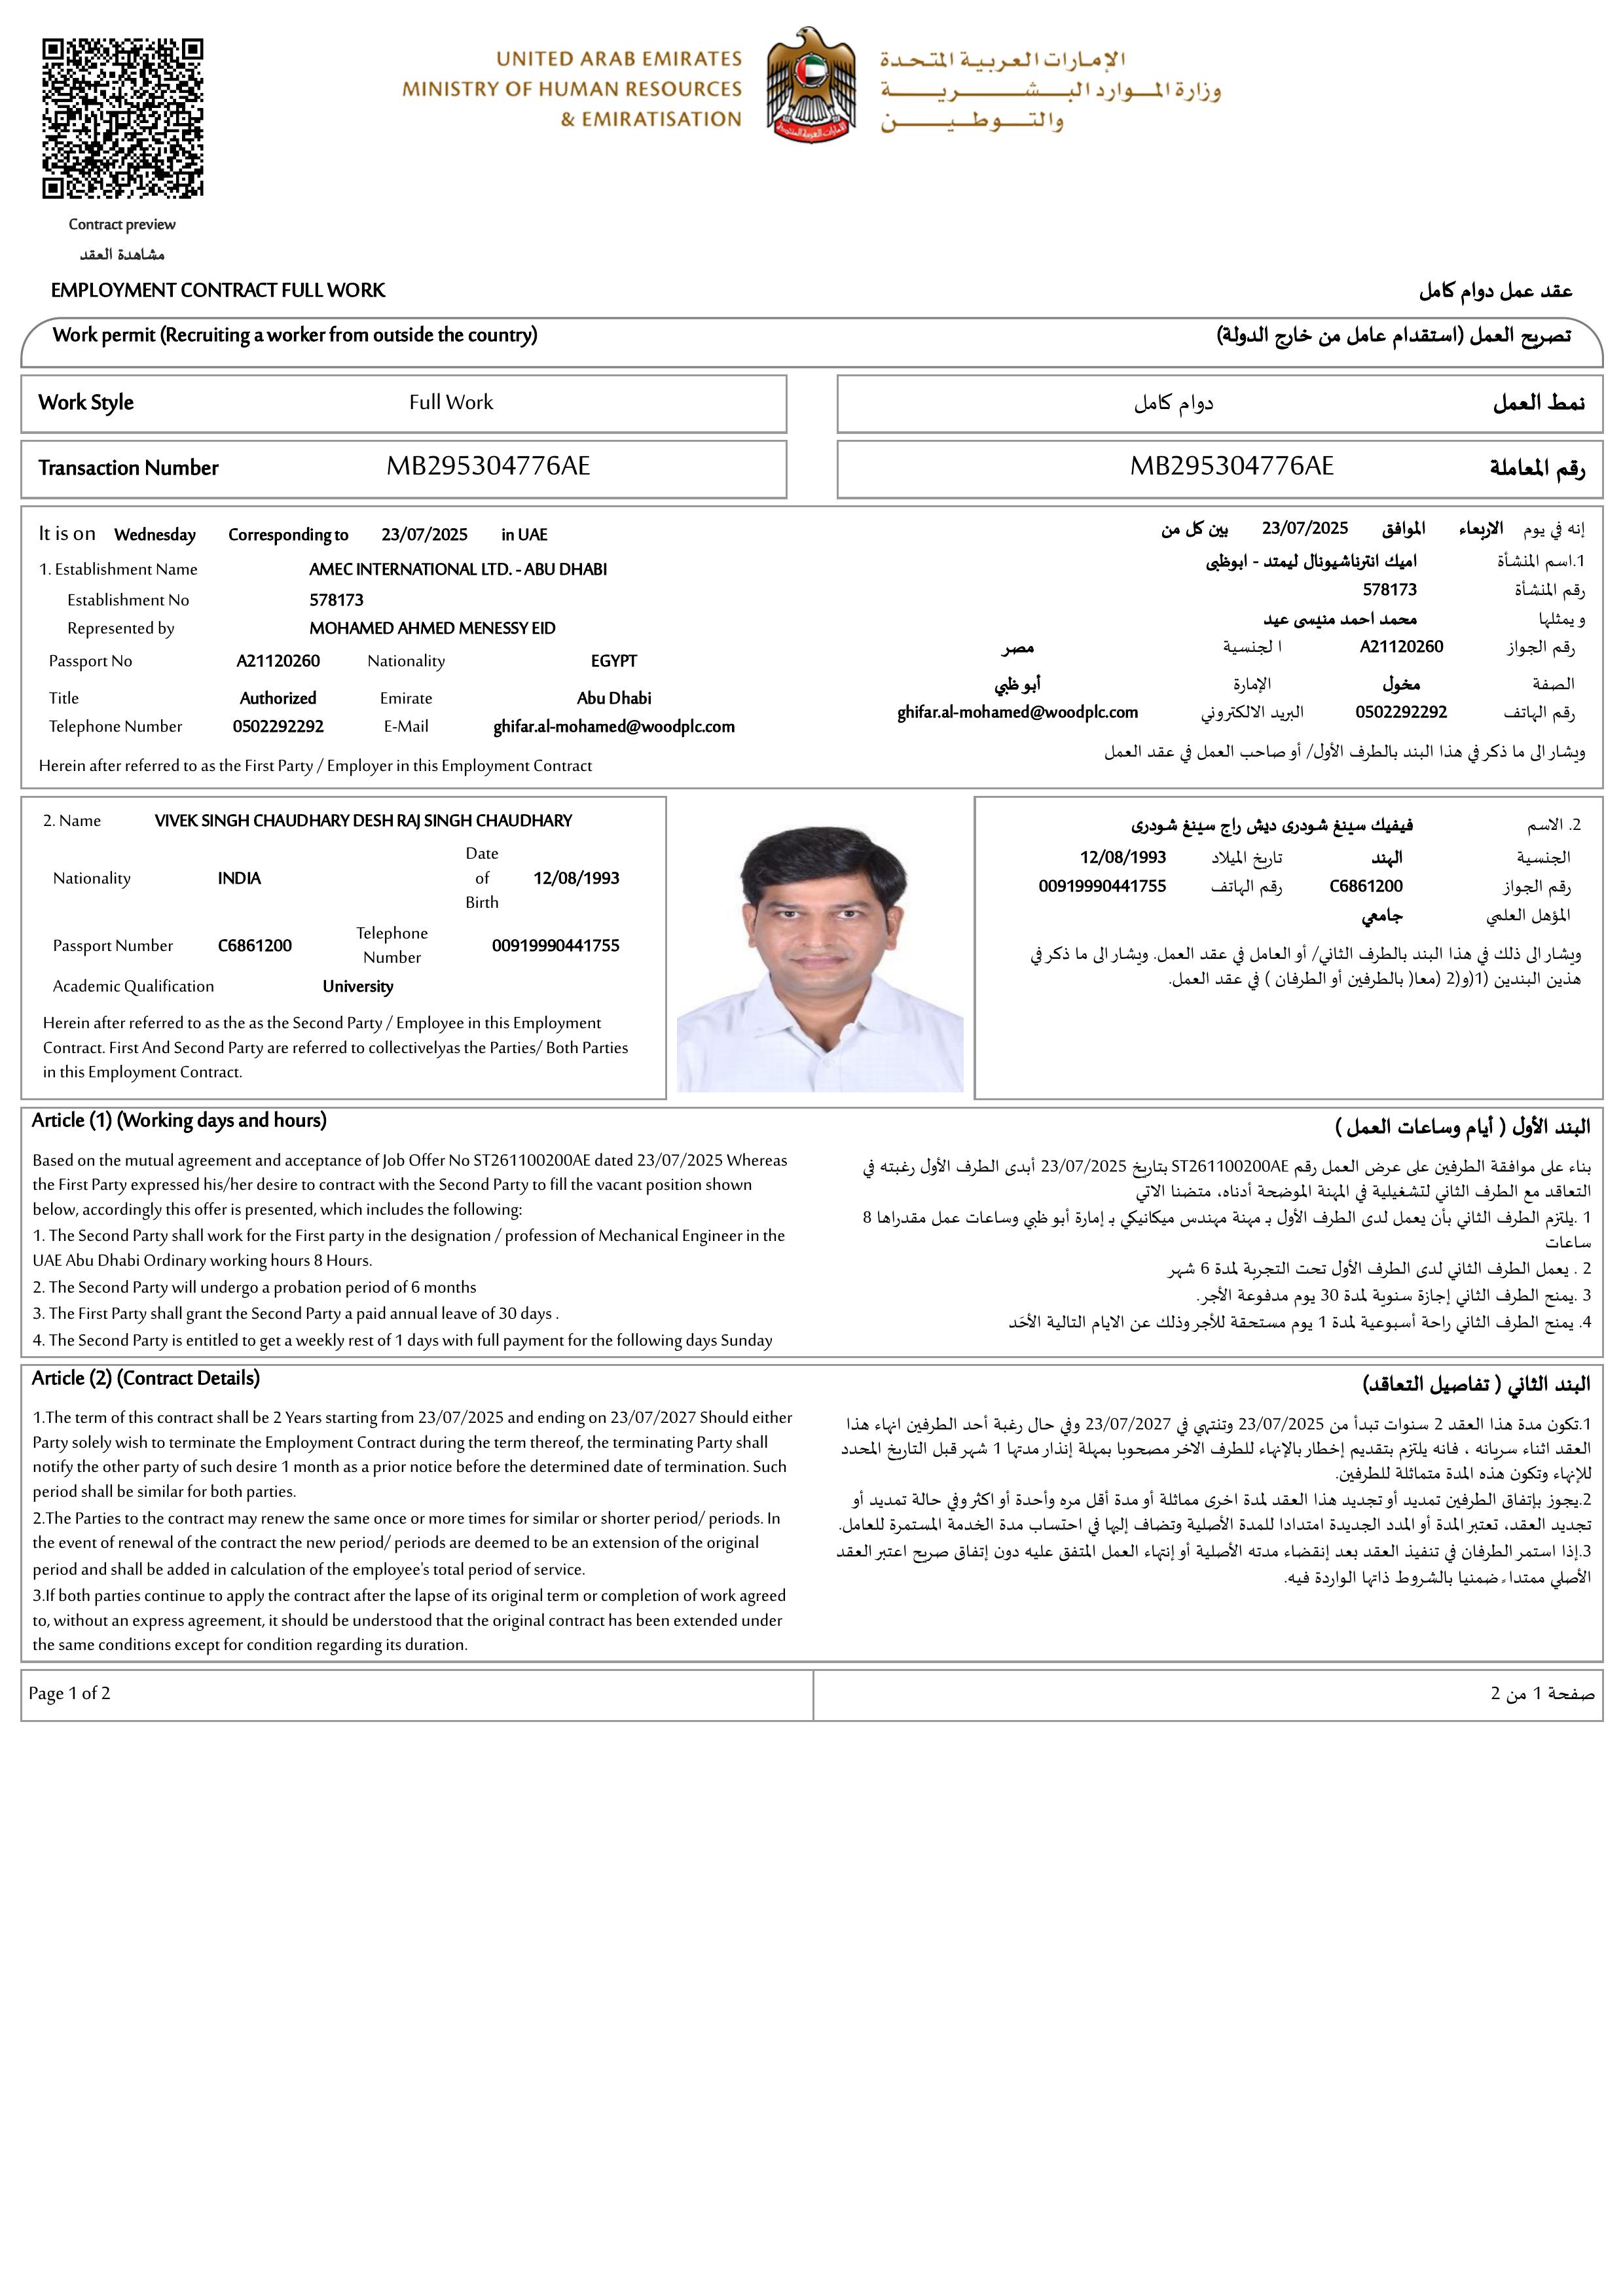 UNITED ARAB EMIRATES
MINISTRY OF HUMAN RESOURCES
& EMIRATISATION
الإمارات العربية المتحدة
وزارة الموارد البشرية
والتوطين
Contract preview
مشاهدة العقد
EMPLOYMENT CONTRACT FULL WORK
عقد عمل دوام كامل
Work permit (Recruiting a worker from outside the country)
تصريح العمل (استقدام عامل من خارج الدولة)
Work Style Full Work
نمط العمل دوام كامل
Transaction Number MB295304776AE
رقم المعاملة MB295304776AE
It is on Wednesday Corresponding to 23/07/2025 in UAE
1. Establishment Name AMEC INTERNATIONAL LTD. - ABU DHABI
Establishment No 578173
Represented by MOHAMED AHMED MENESSY EID
Passport No A21120260 Nationality EGYPT
Title Authorized Emirate Abu Dhabi
Telephone Number 0502292292 E-Mail ghifar.al-mohamed@woodplc.com
Herein after referred to as the First Party / Employer in this Employment Contract
إنه في يوم الاربعاء الموافق 23/07/2025 بين كل من
1.اسم المنشأة اميك انترناشيونال ليمتد - ابوظبى
رقم المنشأة 578173
و يمثلها محمد احمد منيسى عيد
رقم الجواز A21120260 ا لجنسية مصر
الصفة مخول الإمارة أبو ظبي
رقم الهاتف 0502292292 البريد الالكتروني ghifar.al-mohamed@woodplc.com
ويشار الى ما ذكر في هذا البند بالطرف الأول/ أو صاحب العمل في عقد العمل
2. Name VIVEK SINGH CHAUDHARY DESH RAJ SINGH CHAUDHARY
Nationality INDIA Date of Birth 12/08/1993
Passport Number C6861200 Telephone Number 00919990441755
Academic Qualification University
Herein after referred to as the as the Second Party / Employee in this Employment
Contract. First And Second Party are referred to collectivelyas the Parties/ Both Parties
in this Employment Contract.
2. الاسم فيفيك سينغ شودرى ديش راج سينغ شودرى
الجنسية الهند تاريخ الميلاد 12/08/1993
رقم الجواز C6861200 رقم الهاتف 00919990441755
المؤهل العلمي جامعي
ويشار الى ذلك في هذا البند بالطرف الثاني/ أو العامل في عقد العمل. ويشار الى ما ذكر في
هذين البندين (1(و(2 (معا( بالطرفين أو الطرفان ) في عقد العمل.
Article (1) (Working days and hours)
Based on the mutual agreement and acceptance of Job Offer No ST261100200AE dated 23/07/2025 Whereas
the First Party expressed his/her desire to contract with the Second Party to fill the vacant position shown
below, accordingly this offer is presented, which includes the following:
1. The Second Party shall work for the First party in the designation / profession of Mechanical Engineer in the
UAE Abu Dhabi Ordinary working hours 8 Hours.
2. The Second Party will undergo a probation period of 6 months
3. The First Party shall grant the Second Party a paid annual leave of 30 days .
4. The Second Party is entitled to get a weekly rest of 1 days with full payment for the following days Sunday
البند الأول ( أيام وساعات العمل )
بناء على موافقة الطرفين على عرض العمل رقم ST261100200AE بتاريخ 23/07/2025 أبدى الطرف الأول رغبته في
التعاقد مع الطرف الثاني لتشغيلية في المهنة الموضحة أدناه، متضنا الاتي
1 .يلتزم الطرف الثاني بأن يعمل لدى الطرف الأول بـ مهنة مهندس ميكانيكي بـ إمارة أبو ظبي وساعات عمل مقدراها 8
ساعات
2 . يعمل الطرف الثاني لدى الطرف الأول تحت التجربة لمدة 6 شهر
3 .يمنح الطرف الثاني إجازة سنوية لمدة 30 يوم مدفوعة الأجر.
4. يمنح الطرف الثاني راحة أسبوعية لمدة 1 يوم مستحقة للأجر وذلك عن الايام التالية الأحَد
Article (2) (Contract Details)
1.The term of this contract shall be 2 Years starting from 23/07/2025 and ending on 23/07/2027 Should either
Party solely wish to terminate the Employment Contract during the term thereof, the terminating Party shall
notify the other party of such desire 1 month as a prior notice before the determined date of termination. Such
period shall be similar for both parties.
2.The Parties to the contract may renew the same once or more times for similar or shorter period/ periods. In
the event of renewal of the contract the new period/ periods are deemed to be an extension of the original
period and shall be added in calculation of the employee's total period of service.
3.If both parties continue to apply the contract after the lapse of its original term or completion of work agreed
to, without an express agreement, it should be understood that the original contract has been extended under
the same conditions except for condition regarding its duration.
البند الثاني ( تفاصيل التعاقد)
1.تكون مدة هذا العقد 2 سنوات تبدأ من 23/07/2025 وتنتهي في 23/07/2027 وفي حال رغبة أحد الطرفين انهاء هذا
العقد اثناء سريانه ، فانه يلتزم بتقديم إخطار بالإنهاء للطرف الاخر مصحوبا بمهلة إنذار مدتها 1 شهر قبل التاريخ المحدد
للإنهاء وتكون هذه المدة متماثلة للطرفين.
2.يجوز بإتفاق الطرفين تمديد أو تجديد هذا العقد لمدة اخرى مماثلة أو مدة أقل مره وأحدة أو اكثر وفي حالة تمديد أو
تجديد العقد، تعتبر المدة أو المدد الجديدة امتدادا للمدة الأصلية وتضاف إليها في احتساب مدة الخدمة المستمرة للعامل.
3.إذا استمر الطرفان في تنفيذ العقد بعد إنقضاء مدته الأصلية أو إنتهاء العمل المتفق عليه دون إتفاق صريح اعتبر العقد
الأصلي ممتداء ضمنيا بالشروط ذاتها الواردة فيه.
Page 1 of 2
صفحة 1 من 2